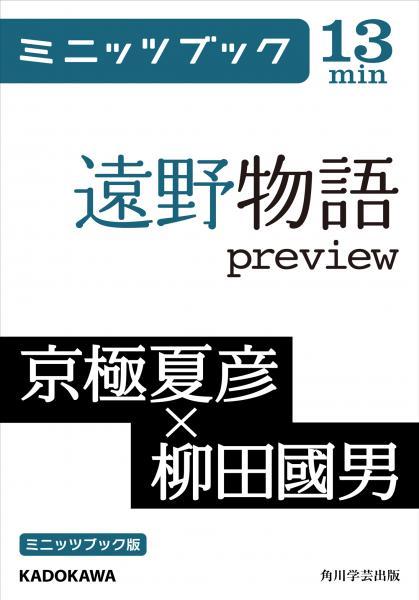 ミニッツブック
13
min
遠野物語
preview
京極夏彦
×
柳田國男
ミニッツブック版
KADOKAWA
角川学芸出版